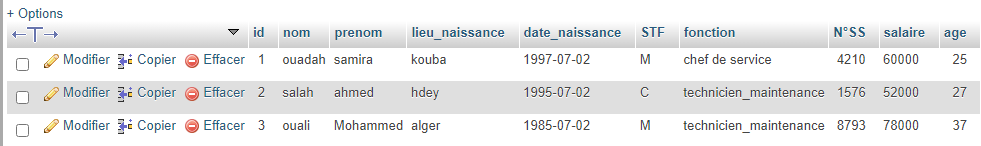 + Options
←T→ id nom prenom lieu_naissance date_naissance STF fonction N°SS salaire age
Modifier Copier Effacer 1 ouadah samira kouba 1997-07-02 M chef de service 4210 60000 25
Modifier Copier Effacer 2 salah ahmed hdey 1995-07-02 C technicien_maintenance 1576 52000 27
Modifier Copier Effacer 3 ouali Mohammed alger 1985-07-02 M technicien_maintenance 8793 78000 37